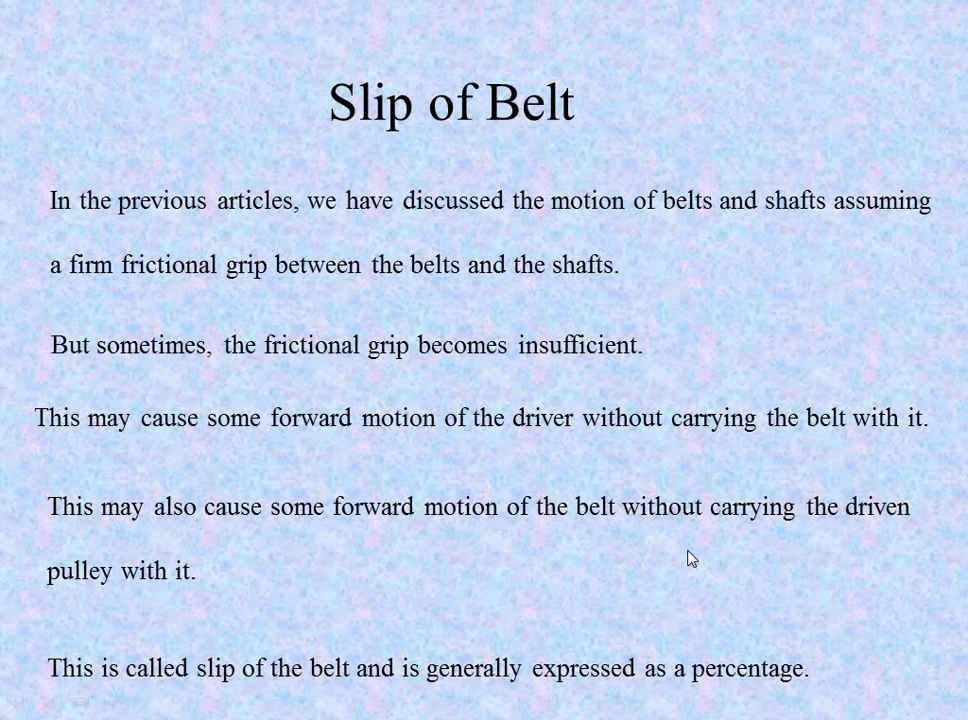 Slip of Belt
In the previous articles, we have discussed the motion of belts and shafts assuming
a firm frictional grip between the belts and the shafts.
But sometimes, the frictional grip becomes insufficient.
This may cause some forward motion of the driver without carrying the belt with it.
This may also cause some forward motion of the belt without carrying the driven
pulley with it.
This is called slip of the belt and is generally expressed as a percentage.